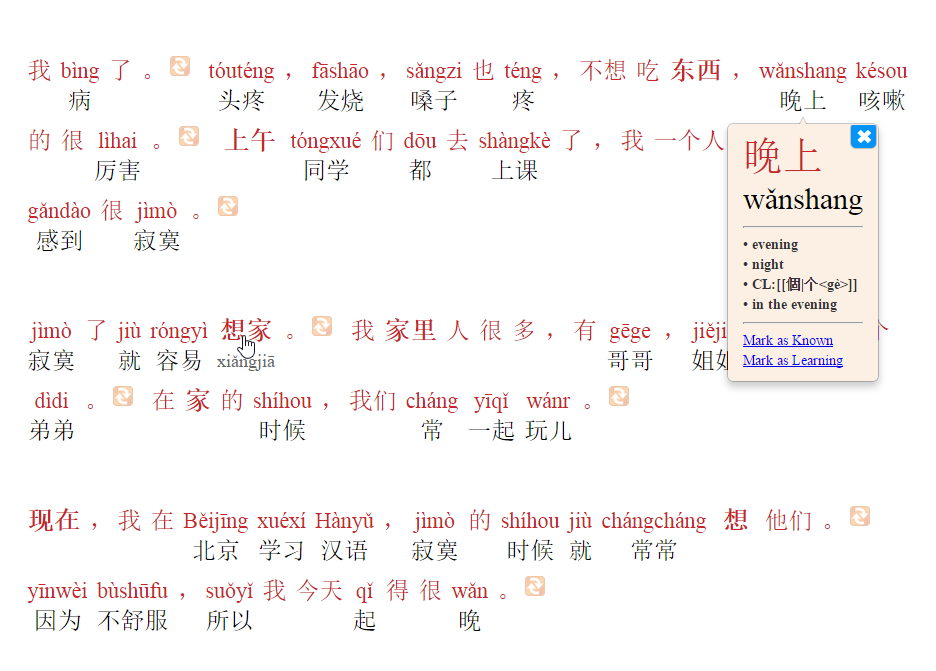 我 bìng 了 。 tóuténg ， fāshāo ， sǎngzi 也 téng ， 不想 吃 东西 ， wǎnshang késou
病 头疼 发烧 嗓子 疼 晚上 咳嗽
的 很 lìhai 。 上午 tóngxué 们 dōu 去 shàngkè 了 ， 我 一个人
厉害 同学 都 上课
gǎndào 很 jìmò 。
感到 寂寞
晚上
wǎnshang
• evening
• night
• CL:[[個|个<gè>]]
• in the evening
Mark as Known
Mark as Learning
jìmò 了 jiù róngyì 想家 。 我 家里 人 很 多 ， 有 gēge ， jiěji 个
寂寞 就 容易 xiǎngjiā 哥哥 姐
dìdi 。 在 家 的 shíhou ， 我们 cháng yīqǐ wánr 。
弟弟 时候 常 一起 玩儿
现在 ， 我 在 Běijīng xuéxí Hànyǔ ， jìmò 的 shíhou jiù chángcháng 想 他们 。
北京 学习 汉语 寂寞 时候 就 常常
yīnwèi bùshūfu ， suǒyǐ 我 今天 qǐ 得 很 wǎn 。
因为 不舒服 所以 起 晚